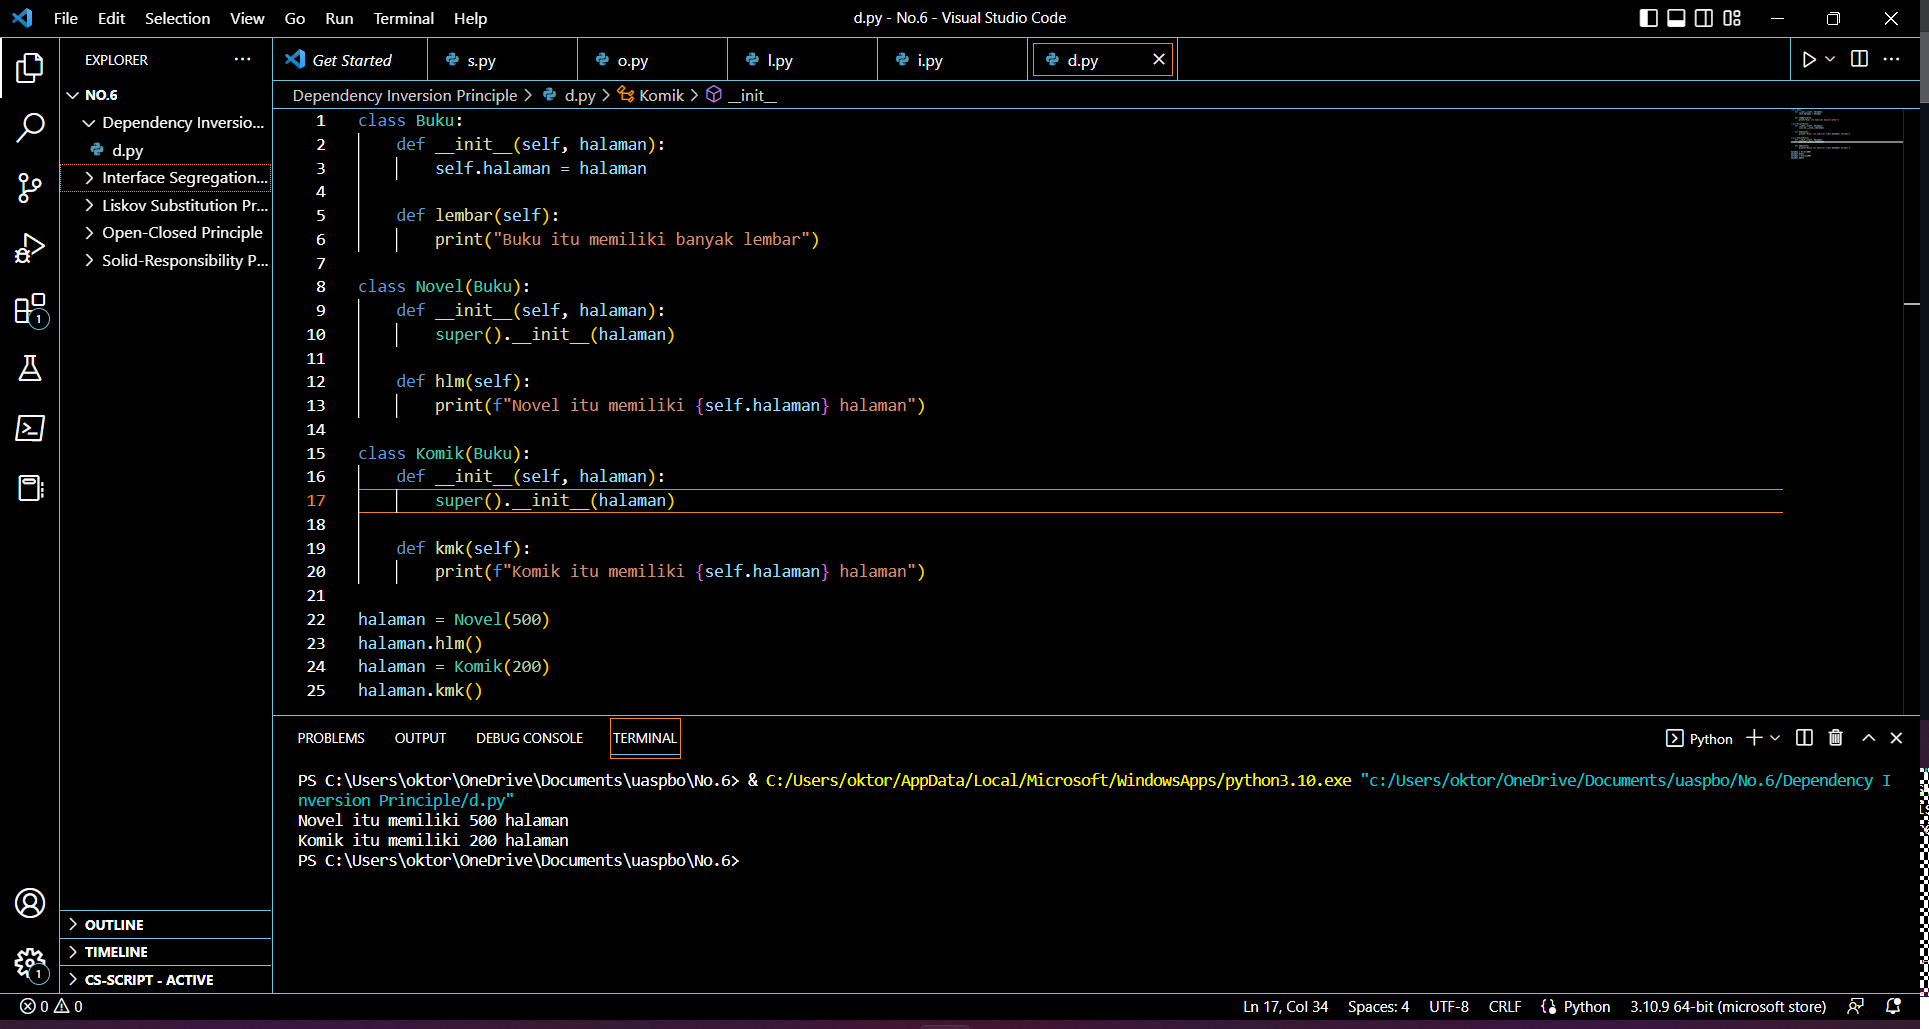 File Edit Selection View Go Run Terminal Help
d.py - No.6 - Visual Studio Code
EXPLORER
NO.6
Dependency Inversio...
d.py
Interface Segregation...
Liskov Substitution Pr...
Open-Closed Principle
Solid-Responsibility P...
OUTLINE
TIMELINE
CS-SCRIPT - ACTIVE
1
1
Get Started s.py o.py l.py i.py d.py
Dependency Inversion Principle > d.py > Komik > __init__
1 class Buku:
2 def __init__(self, halaman):
3 self.halaman = halaman
4
5 def lembar(self):
6 print("Buku itu memiliki banyak lembar")
7
8 class Novel(Buku):
9 def __init__(self, halaman):
10 super().__init__(halaman)
11
12 def hlm(self):
13 print(f"Novel itu memiliki {self.halaman} halaman")
14
15 class Komik(Buku):
16 def __init__(self, halaman):
17 super().__init__(halaman)
18
19 def kmk(self):
20 print(f"Komik itu memiliki {self.halaman} halaman")
21
22 halaman = Novel(500)
23 halaman.hlm()
24 halaman = Komik(200)
25 halaman.kmk()
PROBLEMS OUTPUT DEBUG CONSOLE TERMINAL
Python
PS C:\Users\oktor\OneDrive\Documents\uaspbo\No.6> & C:/Users/oktor/AppData/Local/Microsoft/WindowsApps/python3.10.exe "c:/Users/oktor/OneDrive/Documents/uaspbo/No.6/Dependency I
nversion Principle/d.py"
Novel itu memiliki 500 halaman
Komik itu memiliki 200 halaman
PS C:\Users\oktor\OneDrive\Documents\uaspbo\No.6>
0 0
Ln 17, Col 34 Spaces: 4 UTF-8 CRLF Python 3.10.9 64-bit (microsoft store)